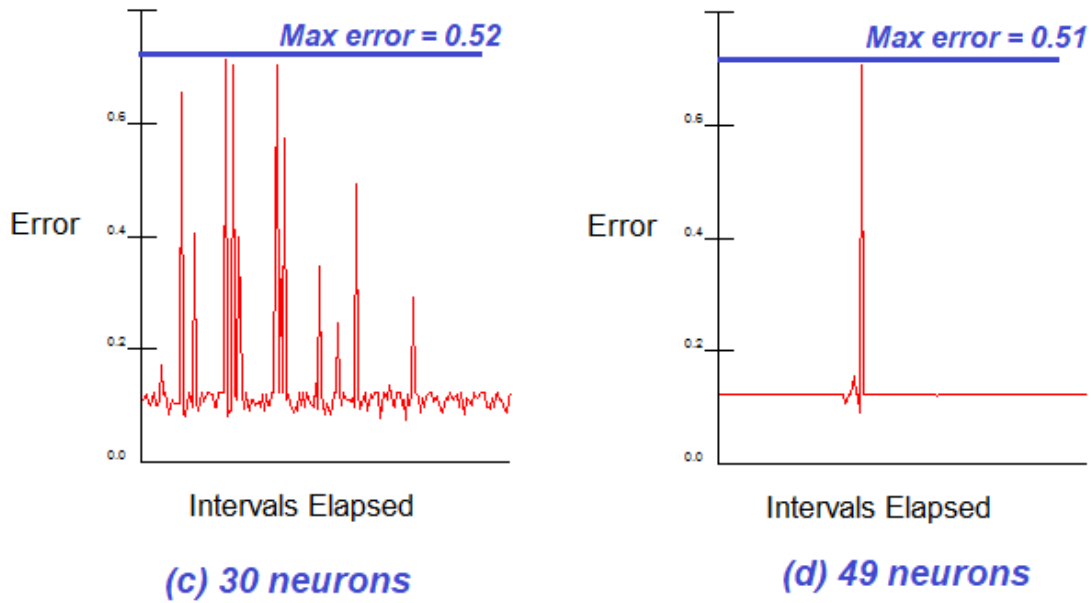 Max error = 0.52
0.6
0.4
0.2
0.0
Error
Intervals Elapsed
(c) 30 neurons
Max error = 0.51
0.6
0.4
0.2
0.0
Error
Intervals Elapsed
(d) 49 neurons